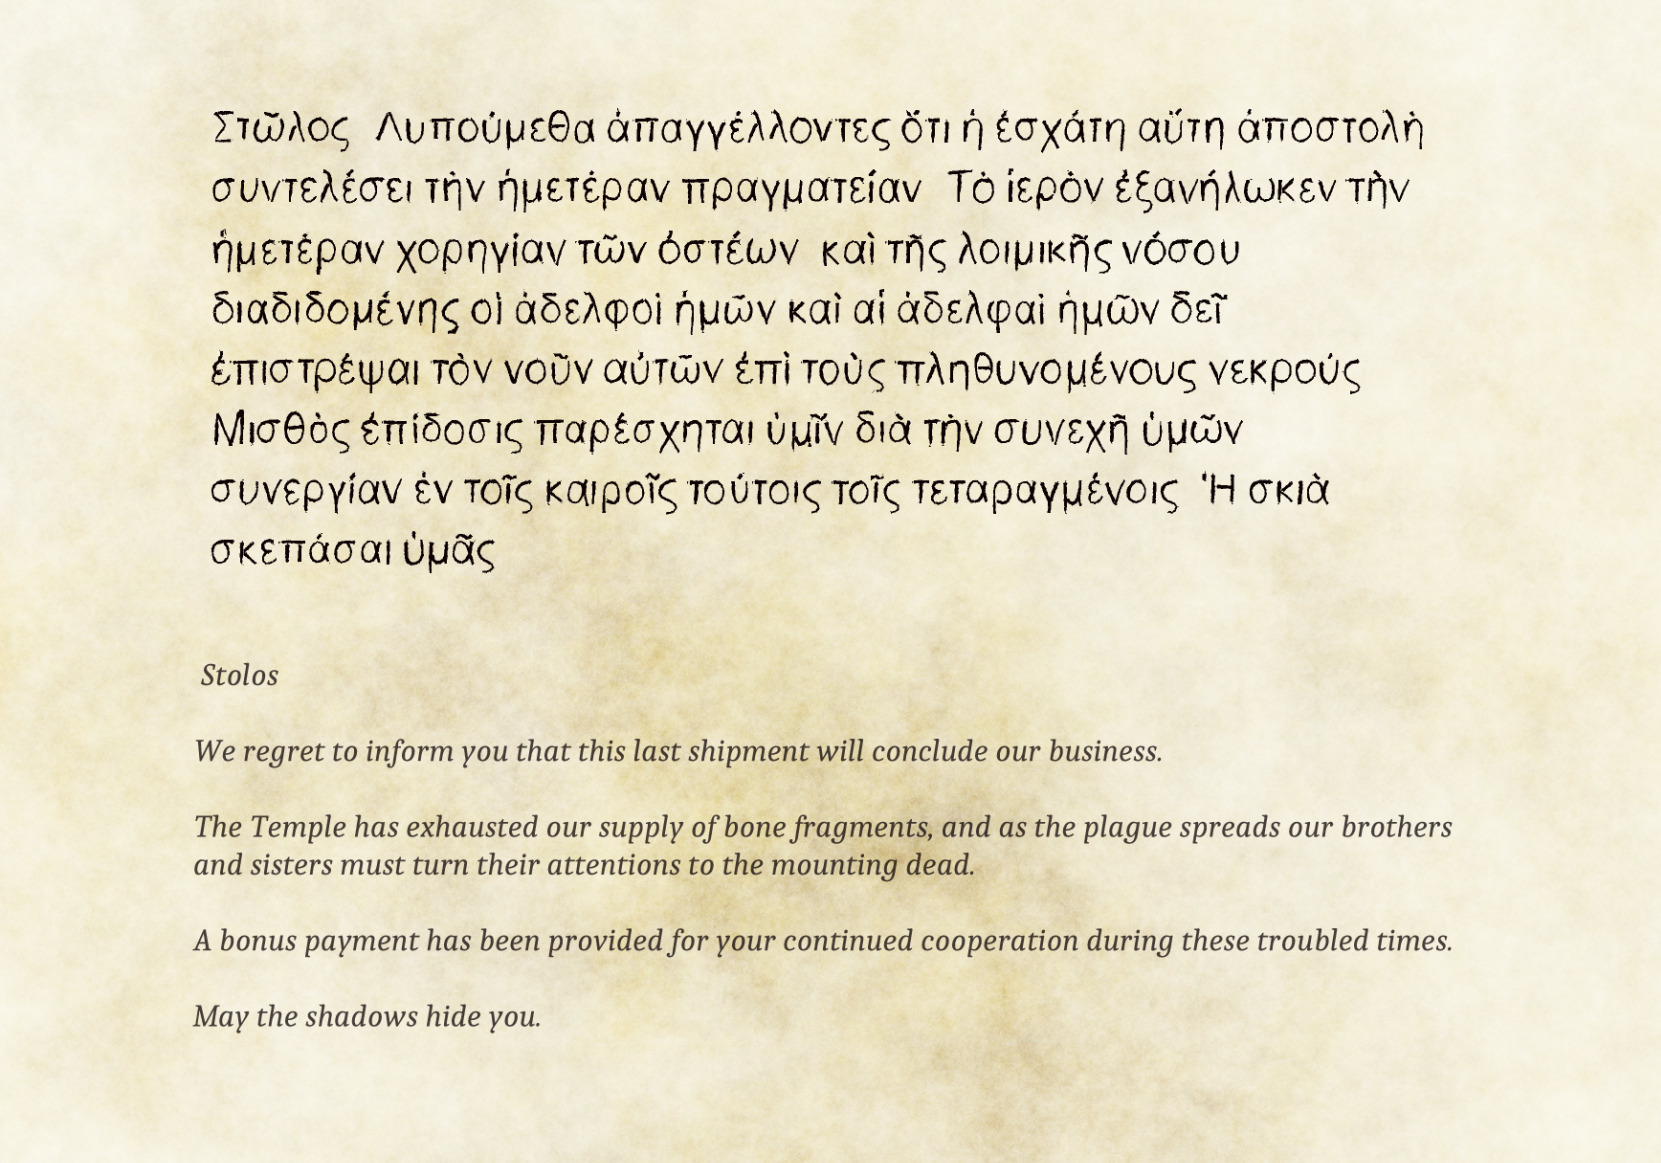 Στῶλος Λυπούμεθα ἀπαγγέλλοντες ὅτι ἡ ἐσχάτη αὕτη ἀποστολὴ
συντελέσει τὴν ἡμετέραν πραγματείαν Τὸ ἱερὸν ἐξανήλωκεν τὴν
ἡμετέραν χορηγίαν τῶν ὀστέων καὶ τῆς λοιμικῆς νόσου
διαδιδομένης οἱ ἀδελφοὶ ἡμῶν καὶ αἱ ἀδελφαὶ ἡμῶν δεῖ
ἐπιστρέψαι τὸν νοῦν αὐτῶν ἐπὶ τοὺς πληθυνομένους νεκρούς
Μισθὸς ἐπίδοσις παρέσχηται ὑμῖν διὰ τὴν συνεχῆ ὑμῶν
συνεργίαν ἐν τοῖς καιροῖς τούτοις τοῖς τεταραγμένοις Ἡ σκιὰ
σκεπάσαι ὑμᾶς
Stolos
We regret to inform you that this last shipment will conclude our business.
The Temple has exhausted our supply of bone fragments, and as the plague spreads our brothers
and sisters must turn their attentions to the mounting dead.
A bonus payment has been provided for your continued cooperation during these troubled times.
May the shadows hide you.